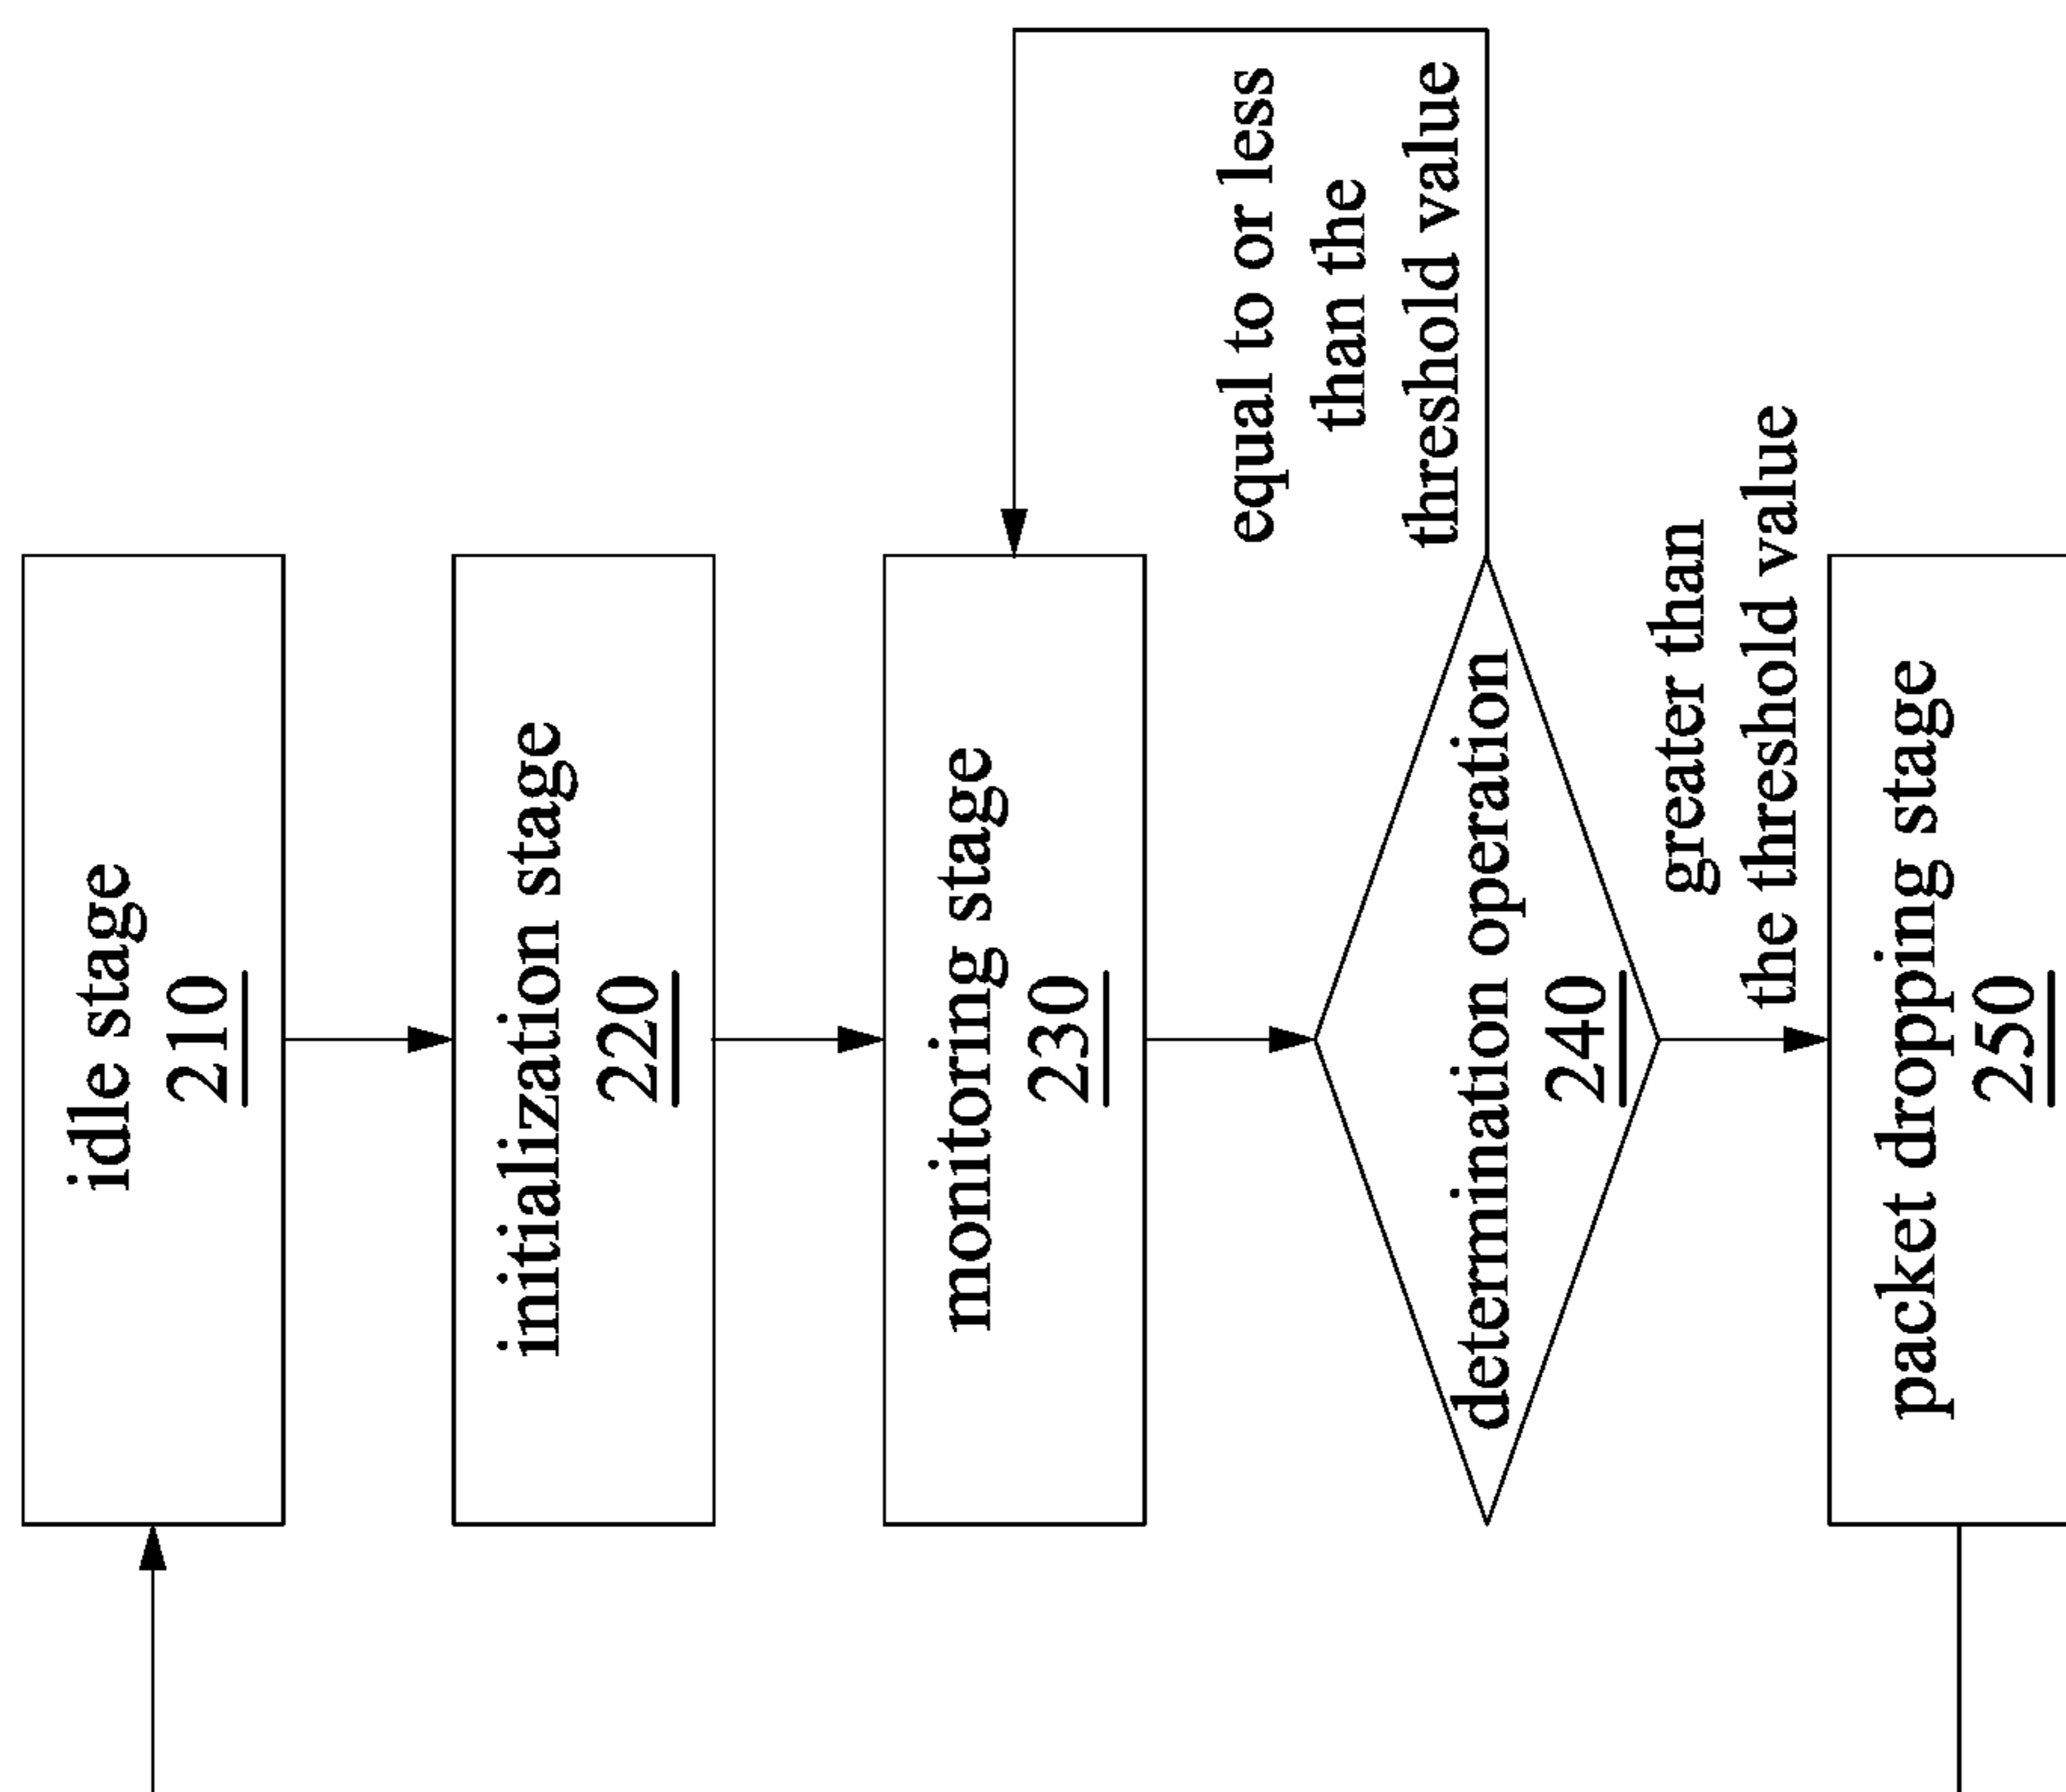 idle stage
210
initialization stage
220
monitoring stage
230
equal to or less
than the
threshold value
determination operation
240
greater than
the threshold value
packet dropping stage
250